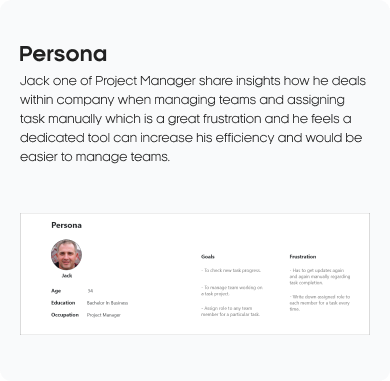 Persona
Jack one of Project Manager share insights how he deals
within company when managing teams and assigning
task manually which is a great frustration and he feels a
dedicated tool can increase his efficiency and would be
easier to manage teams.
Persona
Jack
Age 34
Education Bachelor In Business
Occupation Project Manager
Goals
- To check new task progress.
- To manage team working on
a task project
- Assign role to any team
member for a particular task.
Frustration
- Has to get updates again
and again manually regarding
task completion.
- Write down assigned role to
each member for a task every
time.